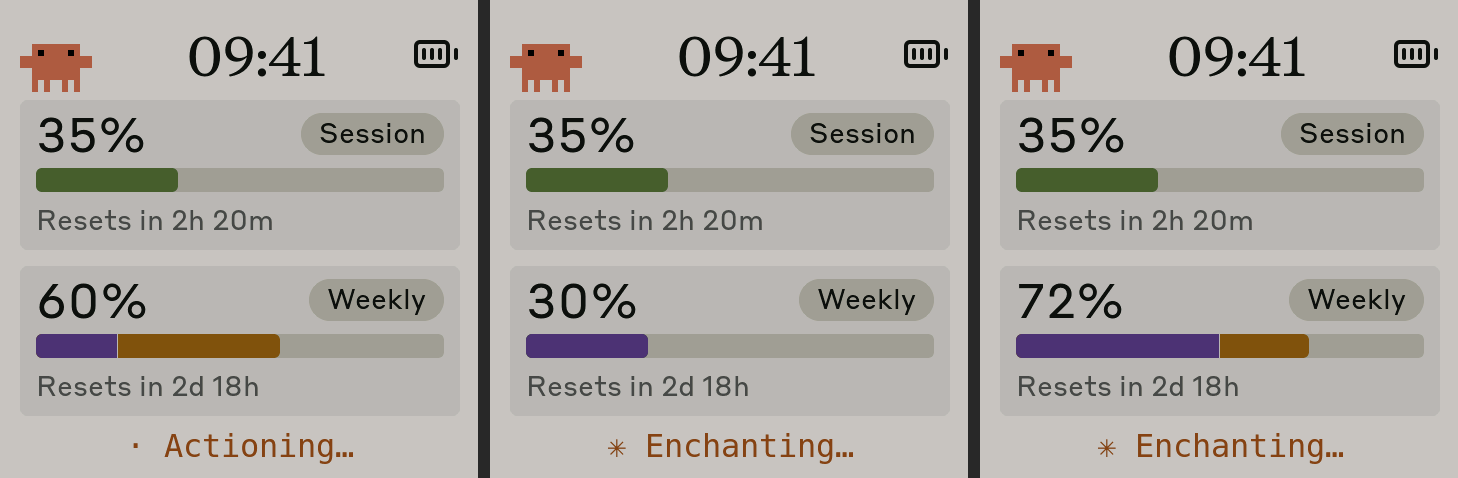 09:41
35% Session
Resets in 2h 20m
60% Weekly
Resets in 2d 18h
· Actioning…
09:41
35% Session
Resets in 2h 20m
30% Weekly
Resets in 2d 18h
✳ Enchanting…
09:41
35% Session
Resets in 2h 20m
72% Weekly
Resets in 2d 18h
✳ Enchanting…